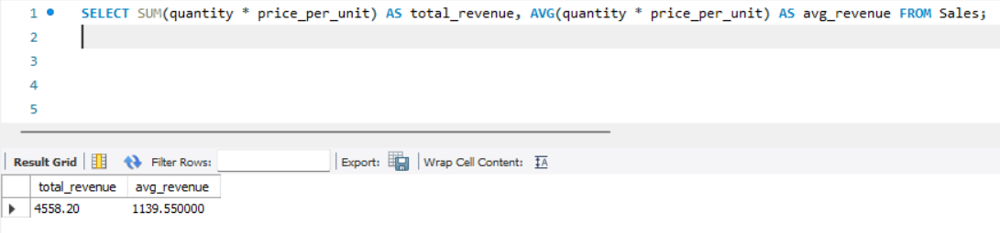 1 SELECT SUM(quantity * price_per_unit) AS total_revenue, AVG(quantity * price_per_unit) AS avg_revenue FROM Sales;
2
3
4
5
Result Grid Filter Rows: Export: Wrap Cell Content: IA
total_revenue avg_revenue
4558.20 1139.550000